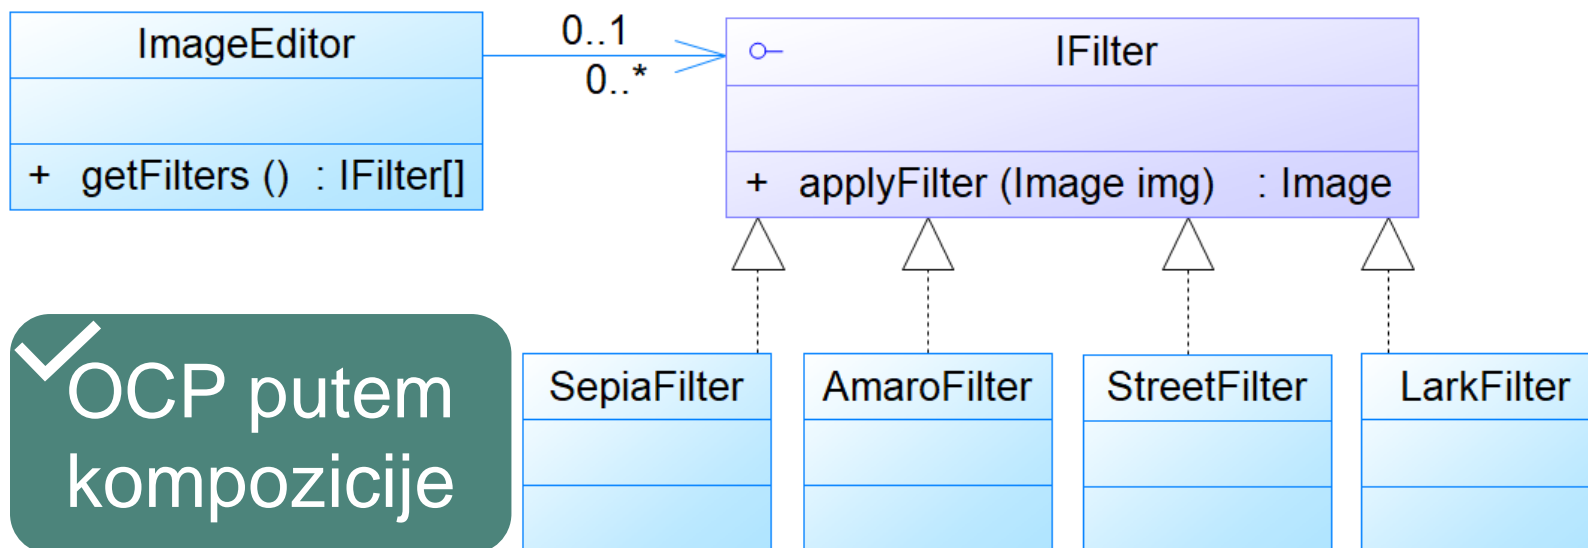 ImageEditor
+ getFilters () : IFilter[]
0..1
0..*
IFilter
+ applyFilter (Image img) : Image
OCP putem
kompozicije
SepiaFilter
AmaroFilter
StreetFilter
LarkFilter